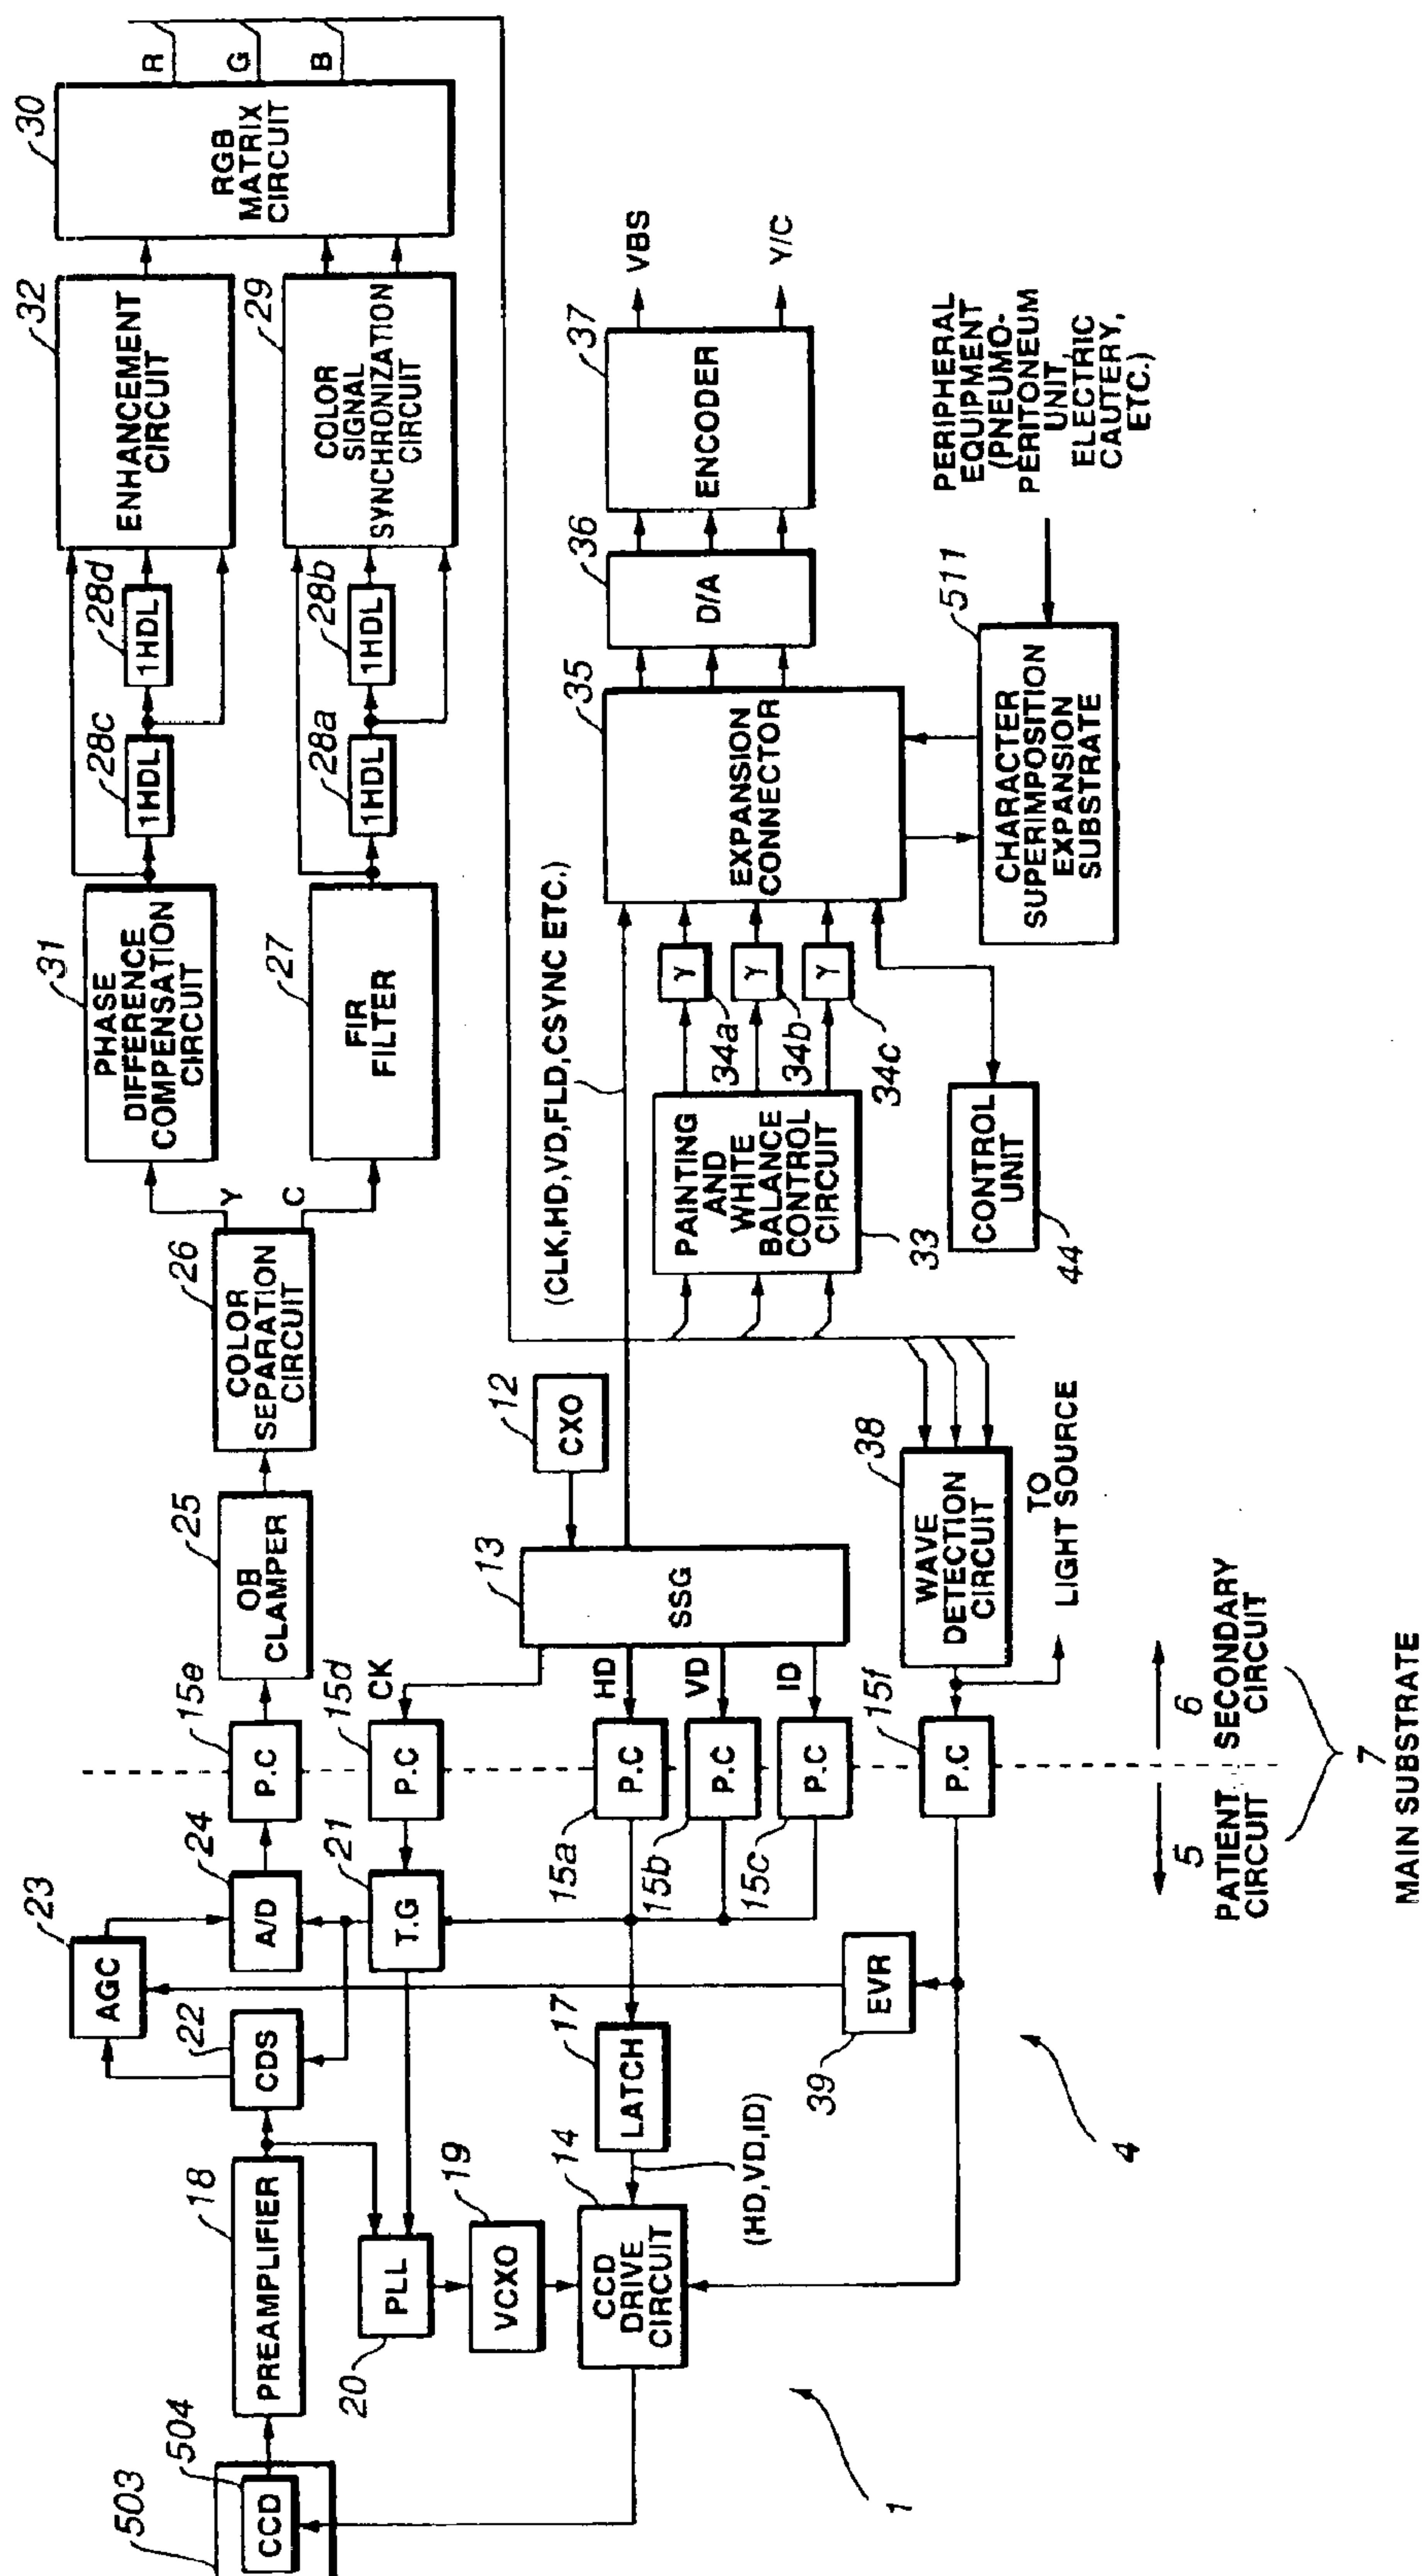 503
504
CCD
18
PREAMPLIFIER
22
CDS
23
AGC
24
A/D
15e
P.C
25
OB
CLAMPER
26
COLOR
SEPARATION
CIRCUIT
Y
C
31
PHASE
DIFFERENCE
COMPENSATION
CIRCUIT
27
FIR
FILTER
28c
1HDL
28d
1HDL
28a
1HDL
28b
1HDL
32
ENHANCEMENT
CIRCUIT
29
COLOR
SIGNAL
SYNCHRONIZATION
CIRCUIT
30
RGB
MATRIX
CIRCUIT
R
G
B
20
PLL
19
VCXO
14
CCD
DRIVE
CIRCUIT
17
LATCH
(HD,VD,ID)
21
T.G
15d
P.C
CK
15a
P.C
HD
15b
P.C
VD
15c
P.C
ID
13
SSG
12
CXO
(CLK,HD,VD,FLD,CSYNC ETC.)
39
EVR
15f
P.C
38
WAVE
DETECTION
CIRCUIT
TO
LIGHT SOURCE
PAINTING
AND
WHITE
BALANCE
CONTROL
CIRCUIT
33
γ
34a
γ
34b
γ
34c
35
EXPANSION
CONNECTOR
36
D/A
37
ENCODER
VBS
Y/C
CONTROL
UNIT
44
511
CHARACTER
SUPERIMPOSITION
EXPANSION
SUBSTRATE
PERIPHERAL
EQUIPMENT
(PNEUMO-
PERITONEUM
UNIT,
ELECTRIC
CAUTERY,
ETC.)
1
4
5
PATIENT
CIRCUIT
6
SECONDARY
CIRCUIT
7
MAIN SUBSTRATE